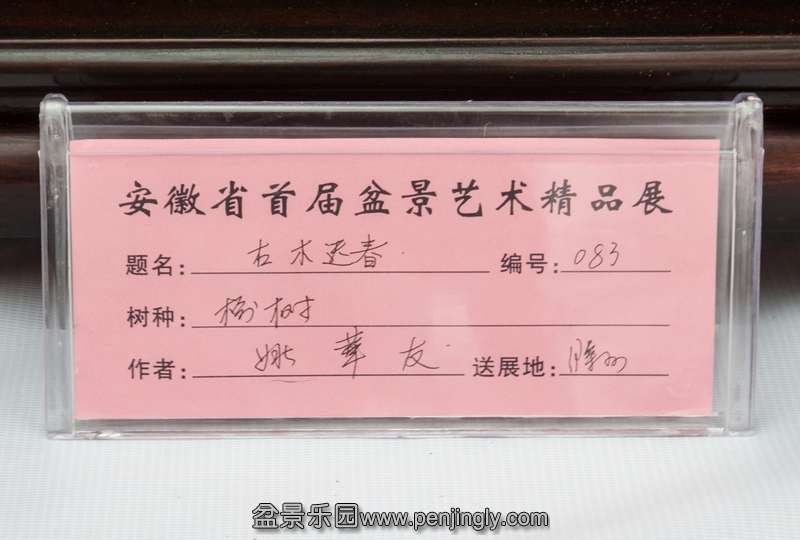 安徽省首届盆景艺术精品展
题名: 古木逢春 编号: 083
树种: 榆树
作者: 姚華友 送展地:
盆景乐园www.penjingly.com